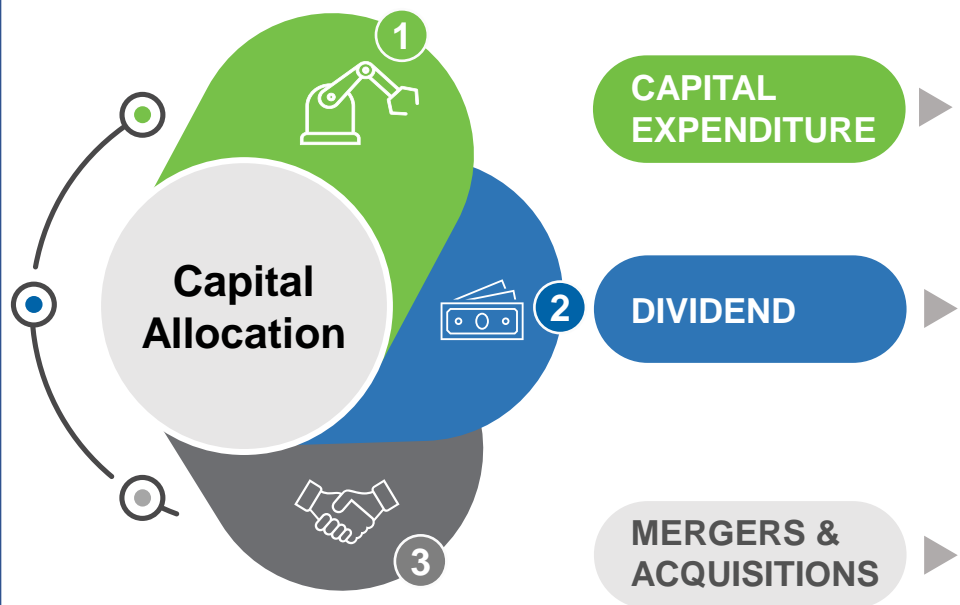 1
CAPITAL
EXPENDITURE
Capital
Allocation
2
DIVIDEND
3
MERGERS &
ACQUISITIONS